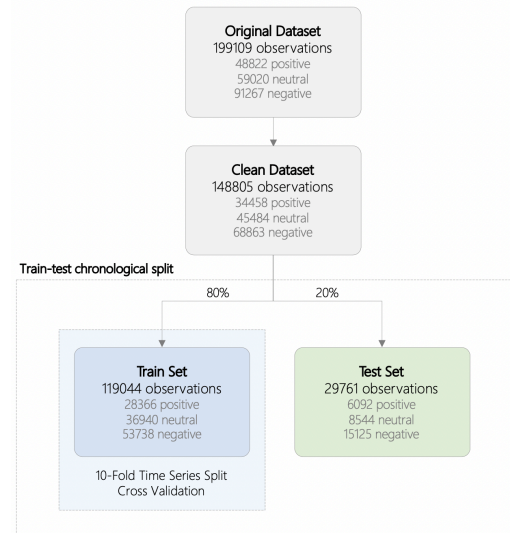 Original Dataset
199109 observations
48822 positive
59020 neutral
91267 negative
Clean Dataset
148805 observations
34458 positive
45484 neutral
68863 negative
Train-test chronological split
80%
20%
Train Set
119044 observations
28366 positive
36940 neutral
53738 negative
Test Set
29761 observations
6092 positive
8544 neutral
15125 negative
10-Fold Time Series Split
Cross Validation